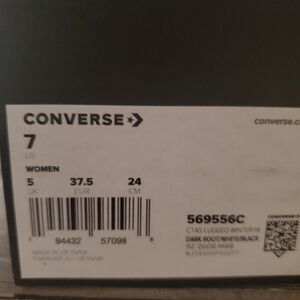 CONVERSE
converse.c
7
US
WOMEN
5 37.5 24
UK EUR CM
569556C
CTAS LUGGED WINTER HI
DARK ROOT/WHITE/BLACK
94432 57098